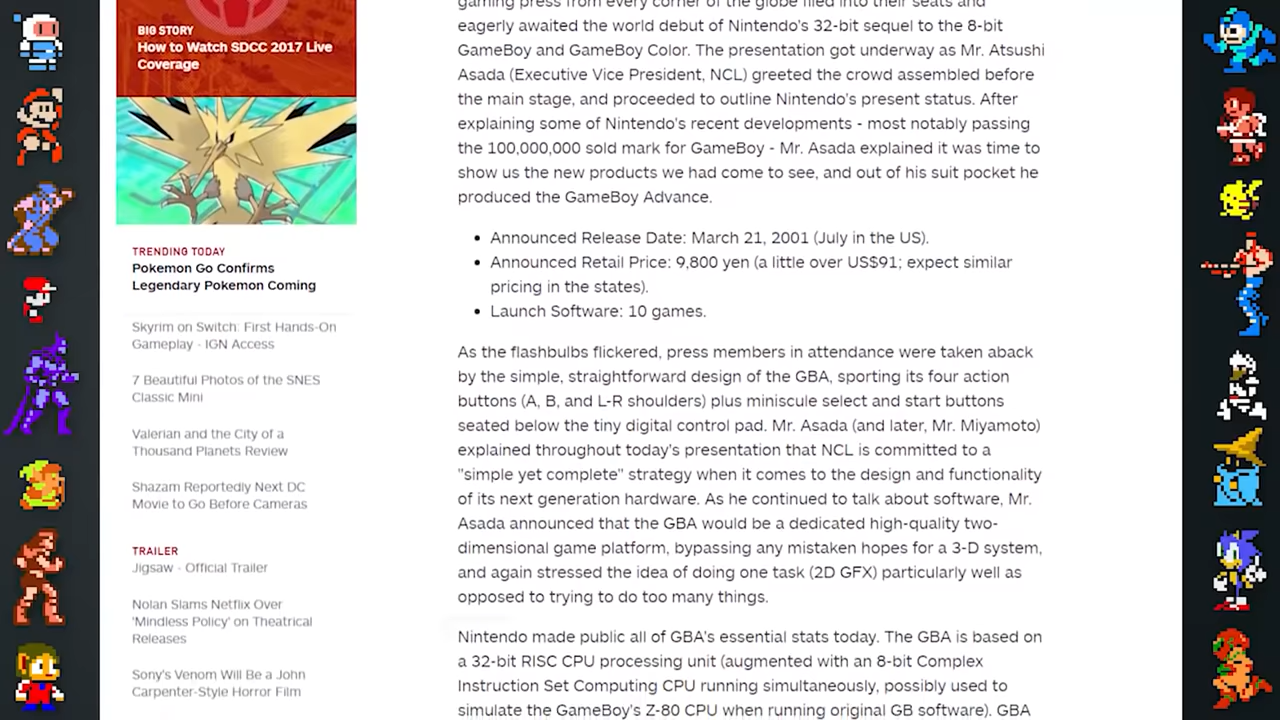 BIG STORY
How to Watch SDCC 2017 Live
Coverage
TRENDING TODAY
Pokemon Go Confirms
Legendary Pokemon Coming
Skyrim on Switch: First Hands-On
Gameplay - IGN Access
7 Beautiful Photos of the SNES
Classic Mini
Valerian and the City of a
Thousand Planets Review
Shazam Reportedly Next DC
Movie to Go Before Cameras
TRAILER
Jigsaw - Official Trailer
Nolan Slams Netflix Over
'Mindless Policy' on Theatrical
Releases
Sony's Venom Will Be a John
Carpenter-Style Horror Film
gaming press from every corner of the globe filed into their seats and
eagerly awaited the world debut of Nintendo's 32-bit sequel to the 8-bit
GameBoy and GameBoy Color. The presentation got underway as Mr. Atsushi
Asada (Executive Vice President, NCL) greeted the crowd assembled before
the main stage, and proceeded to outline Nintendo's present status. After
explaining some of Nintendo's recent developments - most notably passing
the 100,000,000 sold mark for GameBoy - Mr. Asada explained it was time to
show us the new products we had come to see, and out of his suit pocket he
produced the GameBoy Advance.
• Announced Release Date: March 21, 2001 (July in the US).
• Announced Retail Price: 9,800 yen (a little over US$91; expect similar
pricing in the states).
• Launch Software: 10 games.
As the flashbulbs flickered, press members in attendance were taken aback
by the simple, straightforward design of the GBA, sporting its four action
buttons (A, B, and L-R shoulders) plus miniscule select and start buttons
seated below the tiny digital control pad. Mr. Asada (and later, Mr. Miyamoto)
explained throughout today's presentation that NCL is committed to a
"simple yet complete" strategy when it comes to the design and functionality
of its next generation hardware. As he continued to talk about software, Mr.
Asada announced that the GBA would be a dedicated high-quality two-
dimensional game platform, bypassing any mistaken hopes for a 3-D system,
and again stressed the idea of doing one task (2D GFX) particularly well as
opposed to trying to do too many things.
Nintendo made public all of GBA's essential stats today. The GBA is based on
a 32-bit RISC CPU processing unit (augmented with an 8-bit Complex
Instruction Set Computing CPU running simultaneously, possibly used to
simulate the GameBoy's Z-80 CPU when running original GB software). GBA